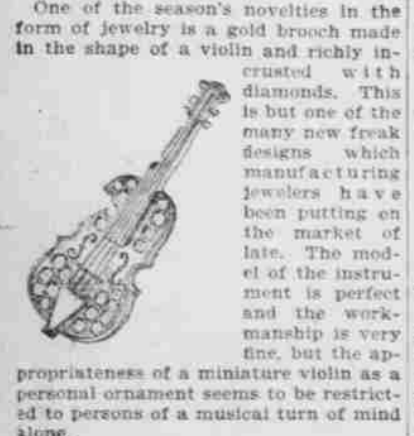 One of the season's novelties in the
form of jewelry is a gold brooch made
in the shape of a violin and richly in-
crusted with
diamonds. This
is but one of the
many new freak
designs which
manufacturing
jewelers have
been putting on
the market of
late. The mod-
el of the instru-
ment is perfect
and the work-
manship is very
fine, but the ap-
propriateness of a miniature violin as a
personal ornament seems to be restrict-
ed to persons of a musical turn of mind
alone.